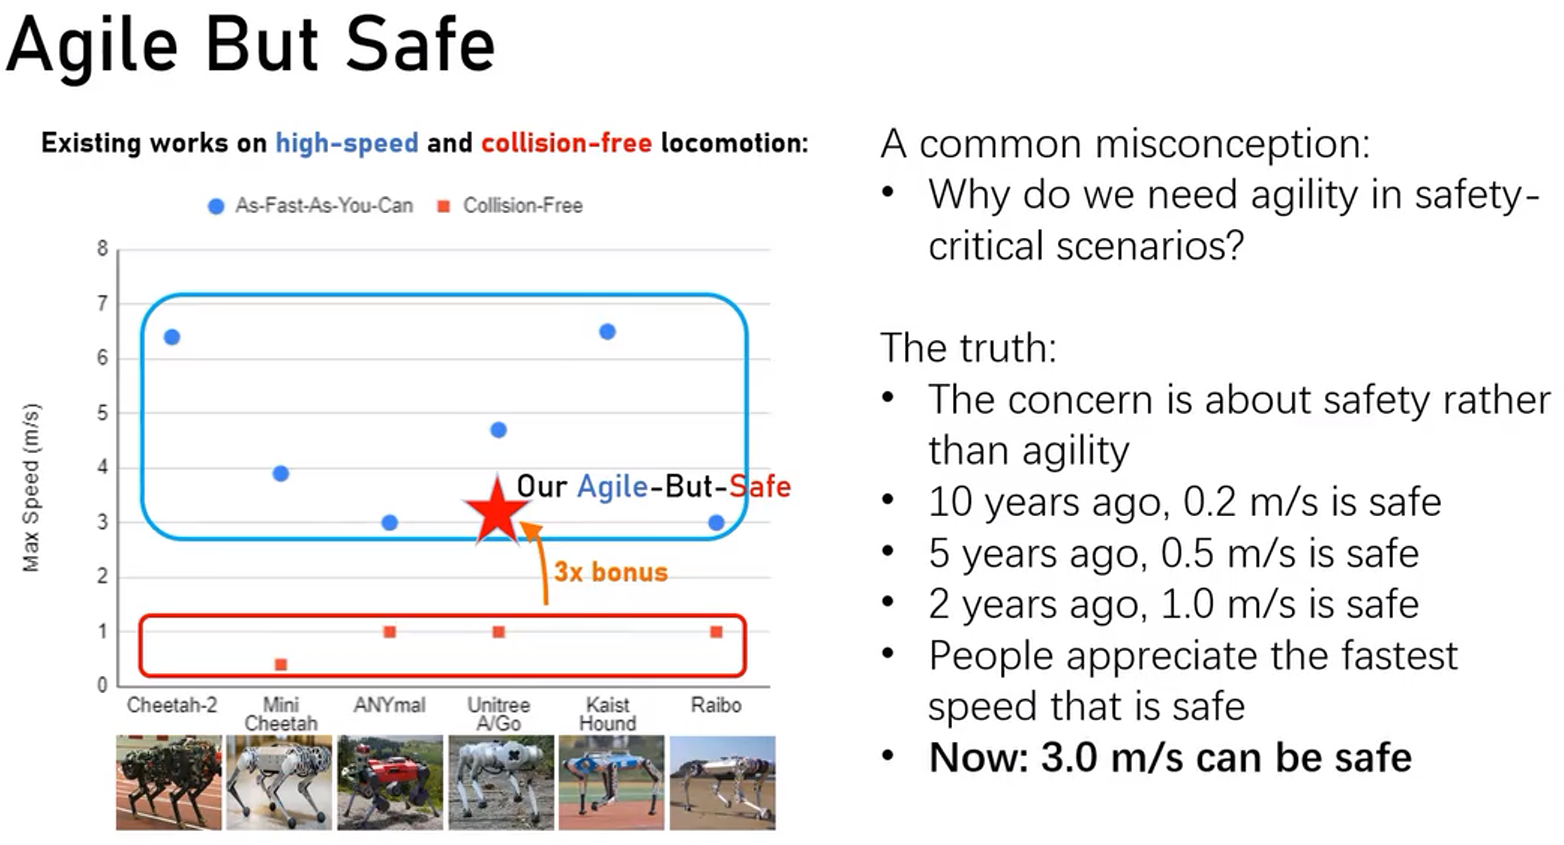 Agile But Safe
Existing works on high-speed and collision-free locomotion:
As-Fast-As-You-Can
Collision-Free
Max Speed (m/s)
8
7
6
5
4
3
2
1
0
Our Agile-But-Safe
3x bonus
Cheetah-2
Mini
Cheetah
ANYmal
Unitree
A/Go
Kaist
Hound
Raibo
A common misconception:
• Why do we need agility in safety-
critical scenarios?
The truth:
• The concern is about safety rather
than agility
• 10 years ago, 0.2 m/s is safe
• 5 years ago, 0.5 m/s is safe
• 2 years ago, 1.0 m/s is safe
• People appreciate the fastest
speed that is safe
• Now: 3.0 m/s can be safe